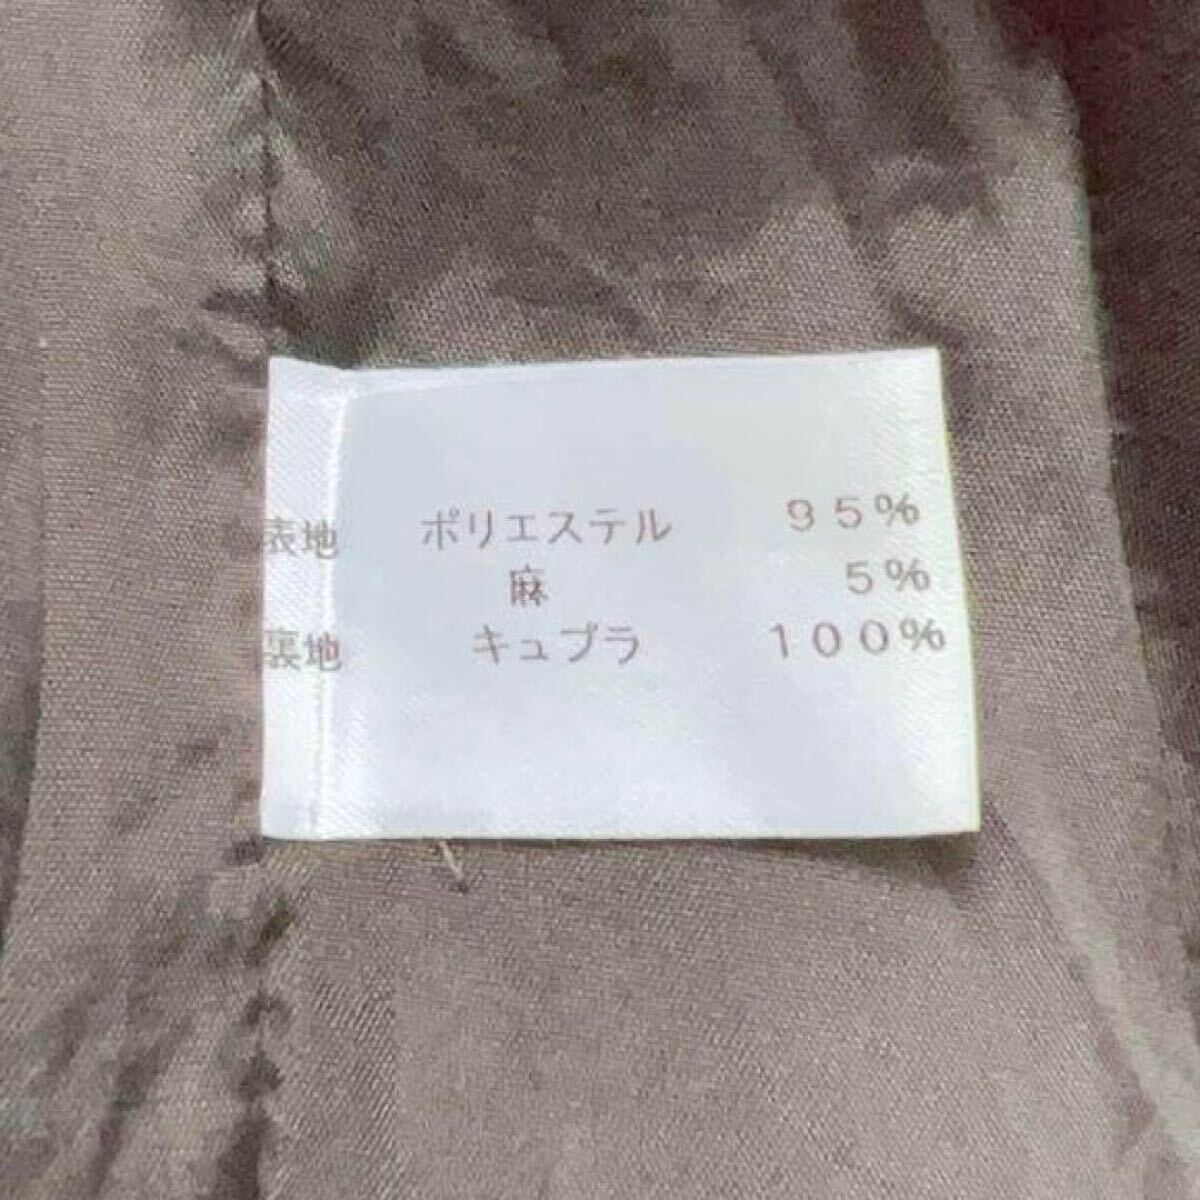 表地 ポリエステル 95%
麻 5%
裏地 キュプラ 100%